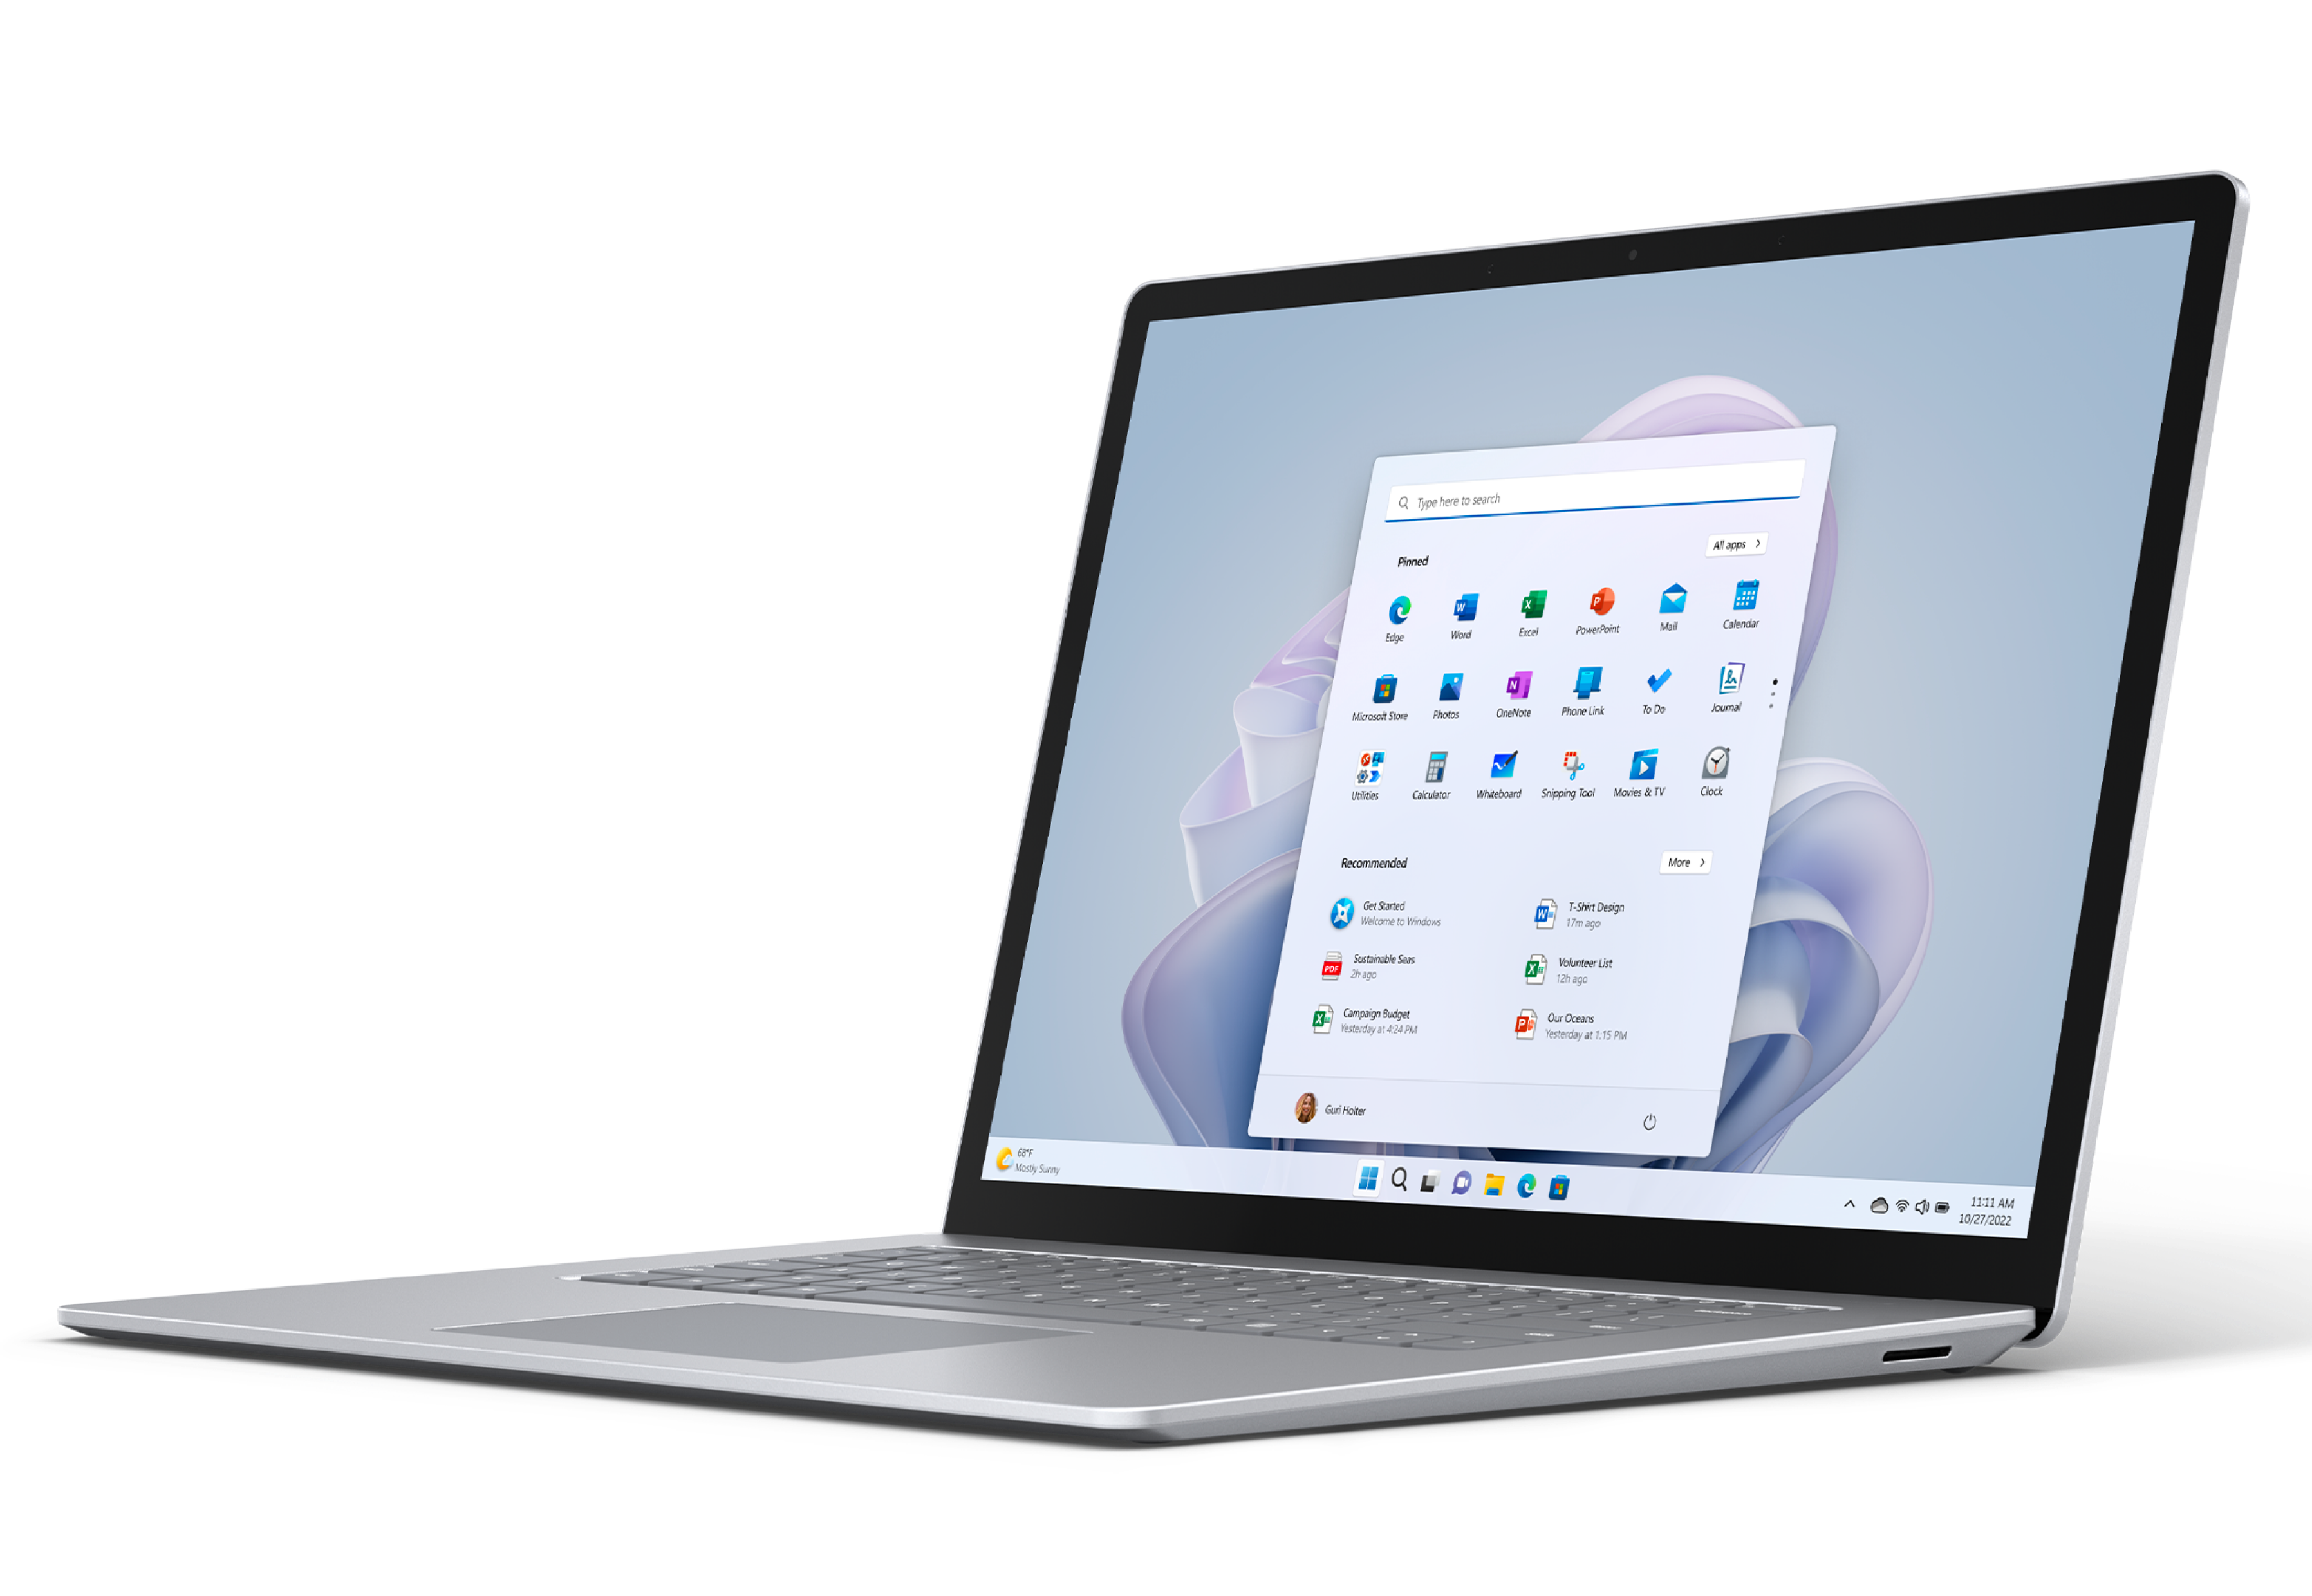 Type here to search
Pinned
All apps
Edge
Word
Excel
PowerPoint
Mail
Calendar
Microsoft Store
Photos
OneNote
Phone Link
To Do
Journal
Utilities
Calculator
Whiteboard
Snipping Tool
Movies & TV
Clock
Recommended
More
Get Started
Welcome to Windows
T-Shirt Design
17m ago
Sustainable Seas
2h ago
Volunteer List
12h ago
Campaign Budget
Yesterday at 4:24 PM
Our Oceans
Yesterday at 1:15 PM
Guri Holter
68°F
Mostly Sunny
11:11 AM
10/27/2022